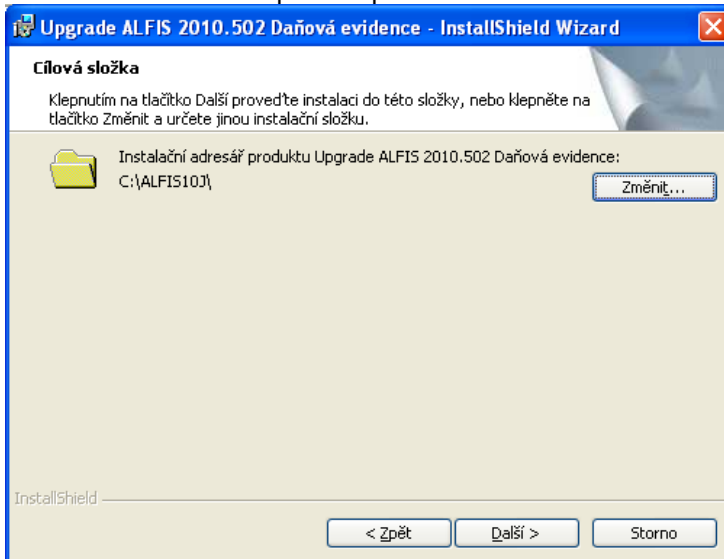 Upgrade ALFIS 2010.502 Daňová evidence - InstallShield Wizard
Cílová složka
Klepnutím na tlačítko Další proveďte instalaci do této složky, nebo klepněte na
tlačítko Změnit a určete jinou instalační složku.
Instalační adresář produktu Upgrade ALFIS 2010.502 Daňová evidence:
C:\ALFIS10J\
Změnit...
InstallShield
< Zpět
Další >
Storno